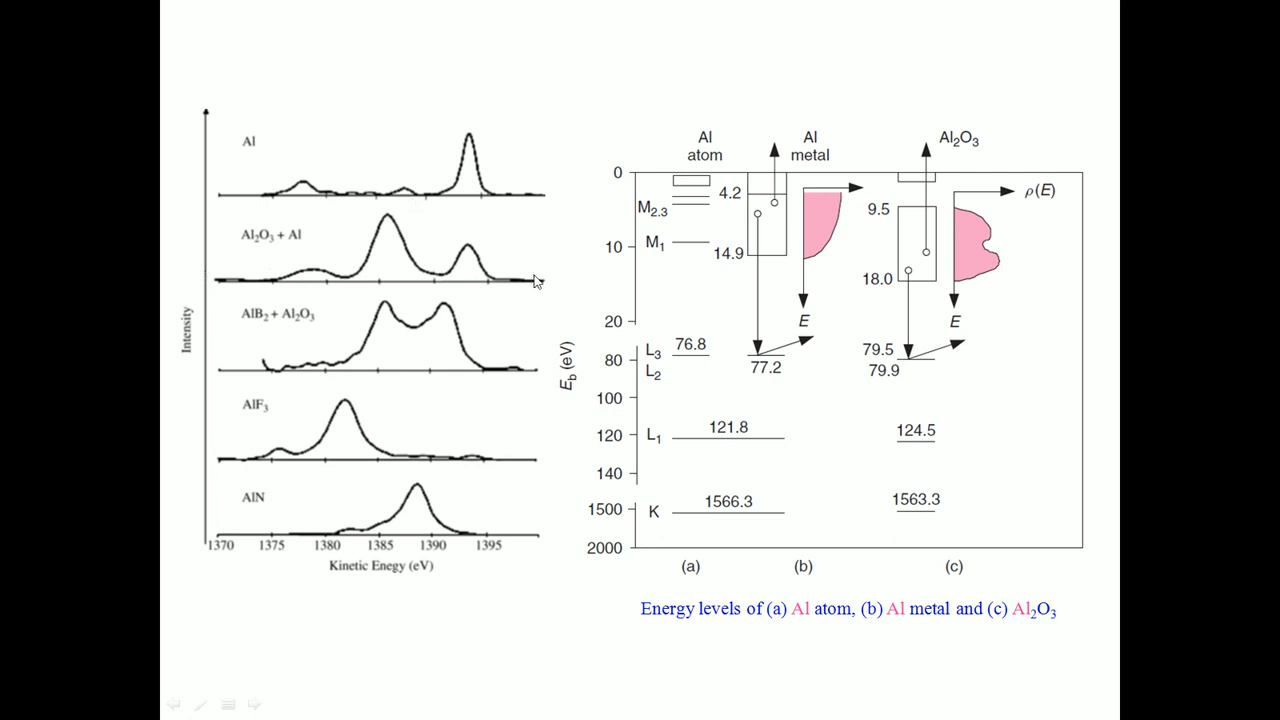 Intensity
Al
Al₂O₃ + Al
AlB₂ + Al₂O₃
AlF₃
AlN
1370 1375 1380 1385 1390 1395
Kinetic Enegy (eV)
Al atom
Al metal
Al₂O₃
E_b (eV)
0
10
20
80
100
120
140
1500
2000
M₂.₃
M₁
L₃
L₂
L₁
K
4.2
14.9
E
9.5
18.0
ρ(E)
E
76.8
77.2
79.5
79.9
121.8
124.5
1566.3
1563.3
(a) (b) (c)
Energy levels of (a) Al atom, (b) Al metal and (c) Al₂O₃